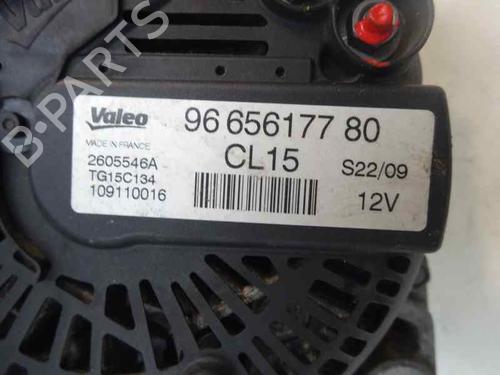 Valeo
MADE IN FRANCE
2605546A
TG15C134
109110016
96 656177 80
CL15
S22/09
12V
B-PARTS